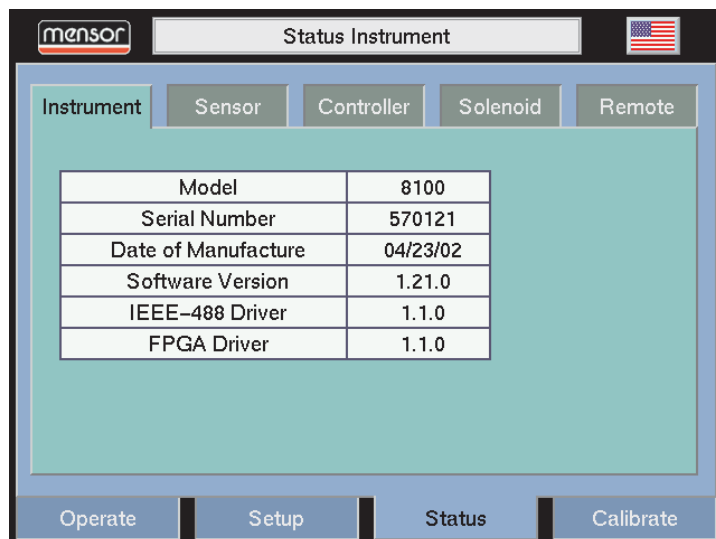 mensor
Status Instrument
Instrument Sensor Controller Solenoid Remote
Model 8100
Serial Number 570121
Date of Manufacture 04/23/02
Software Version 1.21.0
IEEE-488 Driver 1.1.0
FPGA Driver 1.1.0
Operate Setup Status Calibrate